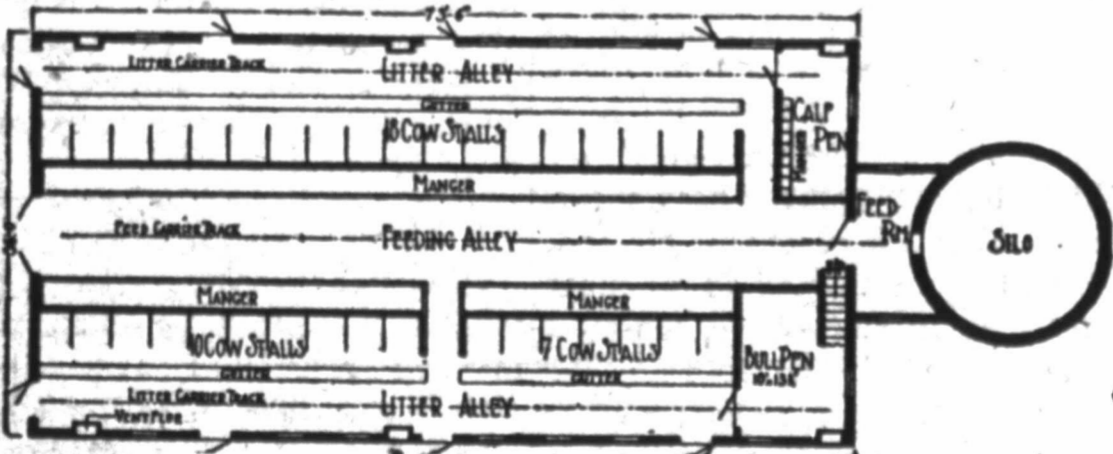 75'-6"
LITTER CARRIER TRACK
LITTER ALLEY
GUTTER
18 COW STALLS
CALF
PEN
MANGER
MANGER
FEED CARRIER TRACK
FEEDING ALLEY
FEED
RM
SILO
MANGER
MANGER
10 COW STALLS
7 COW STALLS
BULL PEN
GUTTER
GUTTER
LITTER CARRIER TRACK
LITTER ALLEY
VENT FLUE